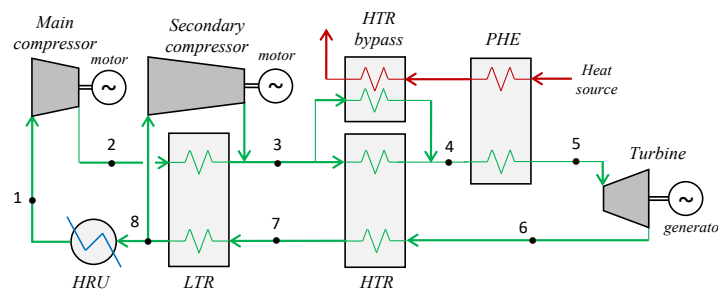 Main
compressor
motor
~
Secondary
compressor
motor
~
HTR
bypass
PHE
Heat
source
2
3
4
5
Turbine
~
generato
1
8
7
6
HRU
LTR
HTR